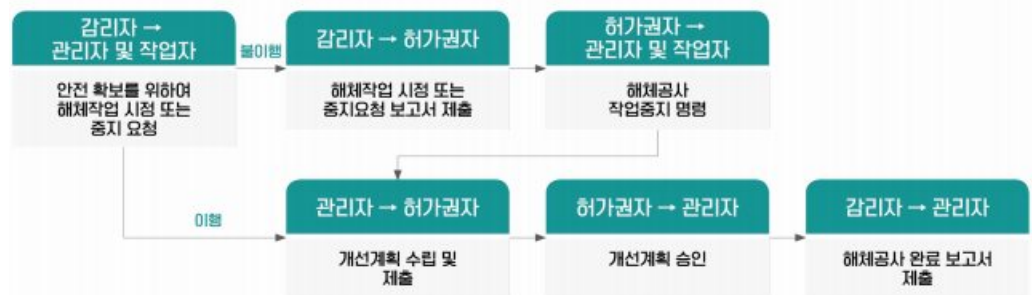 감리자 →
관리자 및 작업자
안전 확보를 위하여
해체작업 시정 또는
중지 요청
불이행
감리자 → 허가권자
해체작업 시정 또는
중지요청 보고서 제출
허가권자 →
관리자 및 작업자
해체공사
작업중지 명령
이행
관리자 → 허가권자
개선계획 수립 및
제출
허가권자 → 관리자
개선계획 승인
감리자 → 관리자
해체공사 완료 보고서
제출